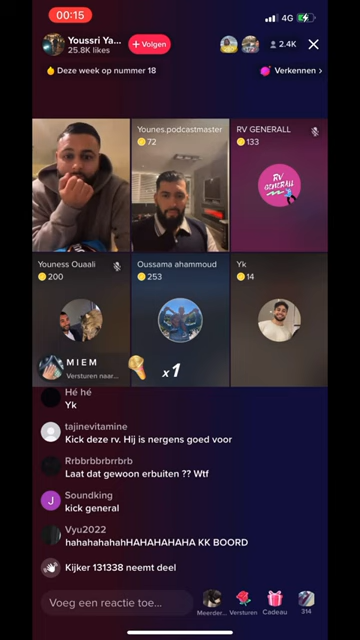 00:15
4G
Youssri Ya...
25.8K likes
+ Volgen
2.4K
Deze week op nummer 18
Verkennen >
Younes.podcastmaster
72
RV GENERALL
133
RV
GENERALL
Youness Ouaali
200
Oussama ahammoud
253
Yk
14
M I E M
Versturen naar...
x1
Hé hé
Yk
tajinevitamine
Kick deze rv. Hij is nergens goed voor
Rrbbrbbrbrrbrb
Laat dat gewoon erbuiten ?? Wtf
J
Soundking
kick general
Vyu2022
hahahahahahHAHAHAHAHA KK BOORD
Kijker 131338 neemt deel
Voeg een reactie toe...
Meerder...
Versturen
Cadeau
314